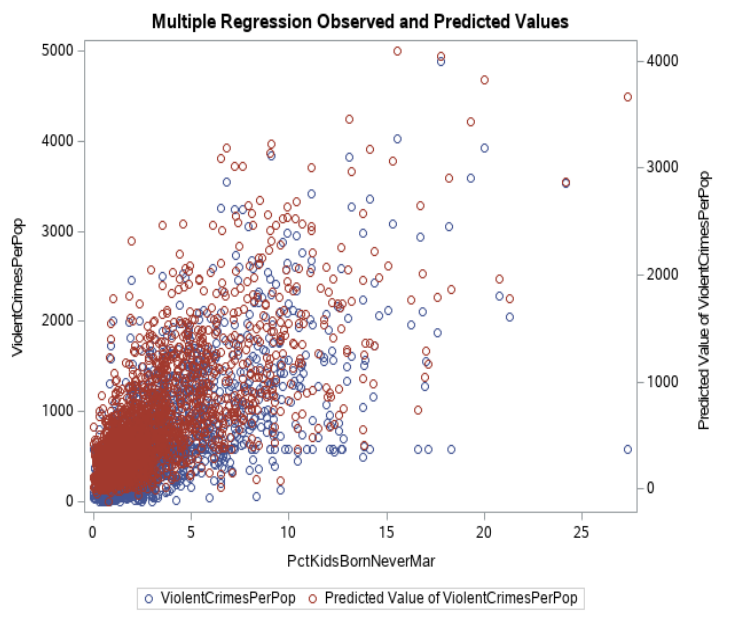 Multiple Regression Observed and Predicted Values
5000
4000
3000
2000
1000
0
ViolentCrimesPerPop
4000
3000
2000
1000
0
Predicted Value of ViolentCrimesPerPop
0 5 10 15 20 25
PctKidsBornNeverMar
ViolentCrimesPerPop Predicted Value of ViolentCrimesPerPop